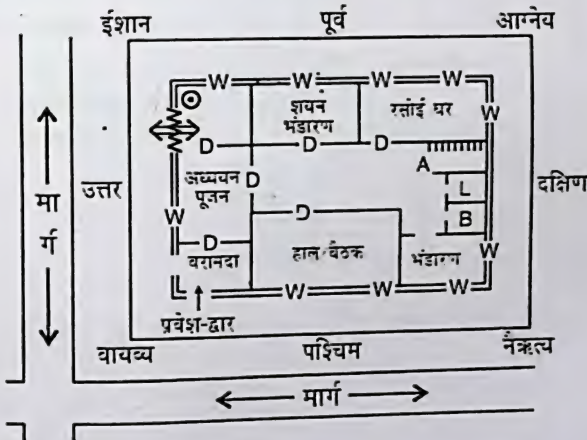 ईशान पूर्व आग्नेय
W W W W
शयन रसोई घर
भंडारण
W
D D D
A
मार्ग
उत्तर
अध्ययन
पूजन
D
L
दक्षिण
W
D
B
D
बरानदा
हाल/बैठक
भंडारण
W
L
W W W
प्रवेश-द्वार
वायव्य पश्चिम नैऋत्य
मार्ग